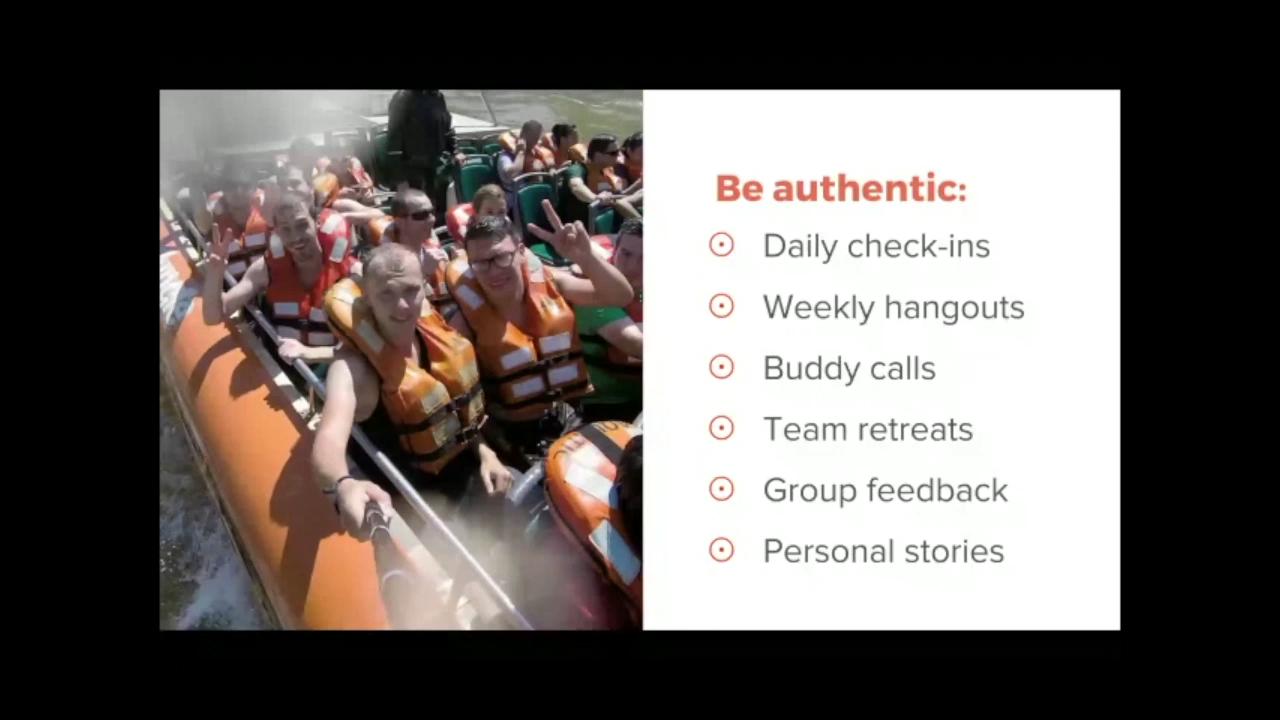 Be authentic:
Daily check-ins
Weekly hangouts
Buddy calls
Team retreats
Group feedback
Personal stories